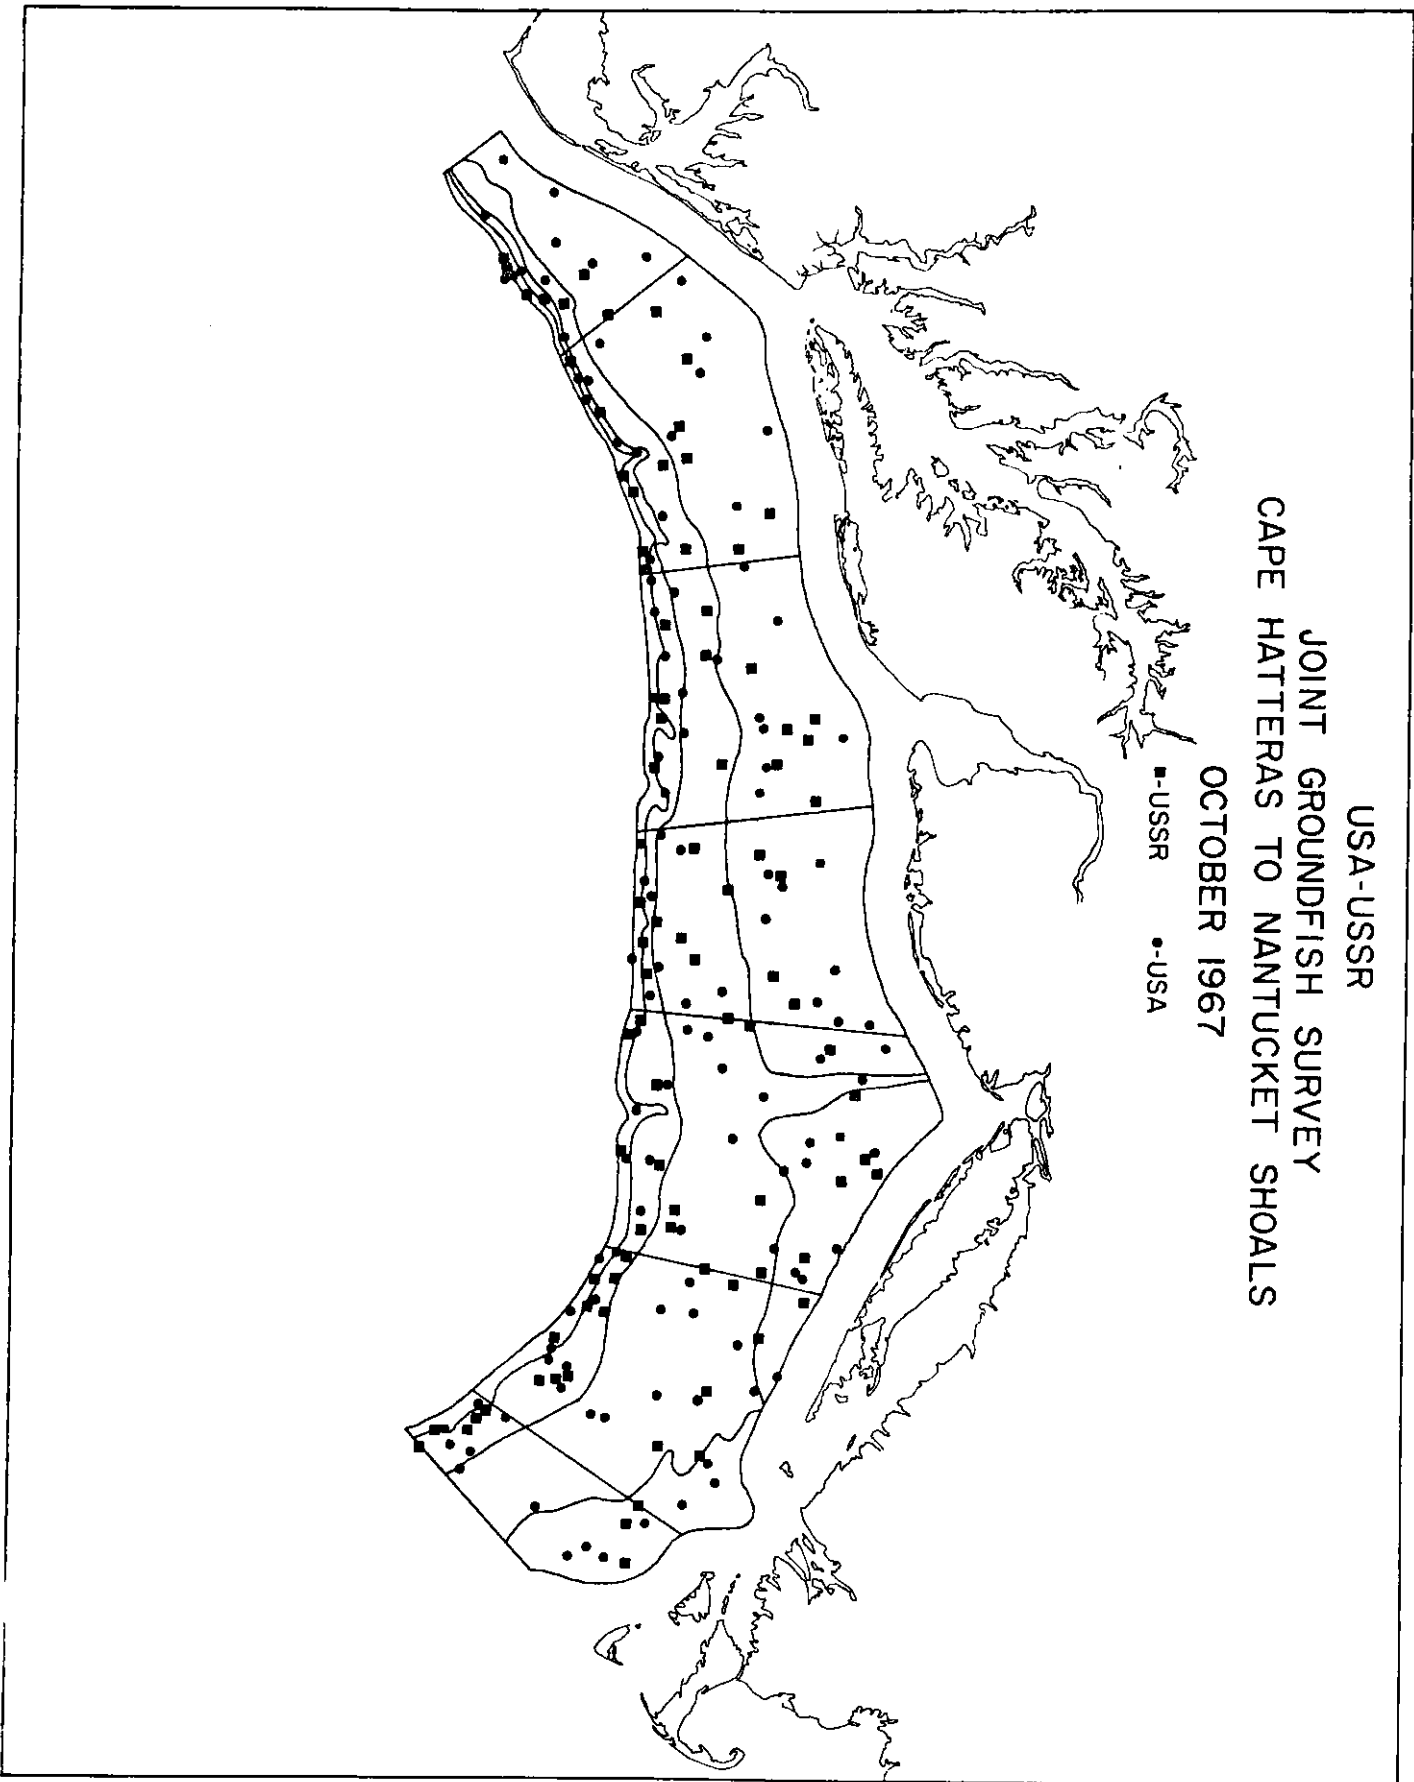 USA-USSR
JOINT GROUNDFISH SURVEY
CAPE HATTERAS TO NANTUCKET SHOALS
OCTOBER 1967
■-USSR ●-USA